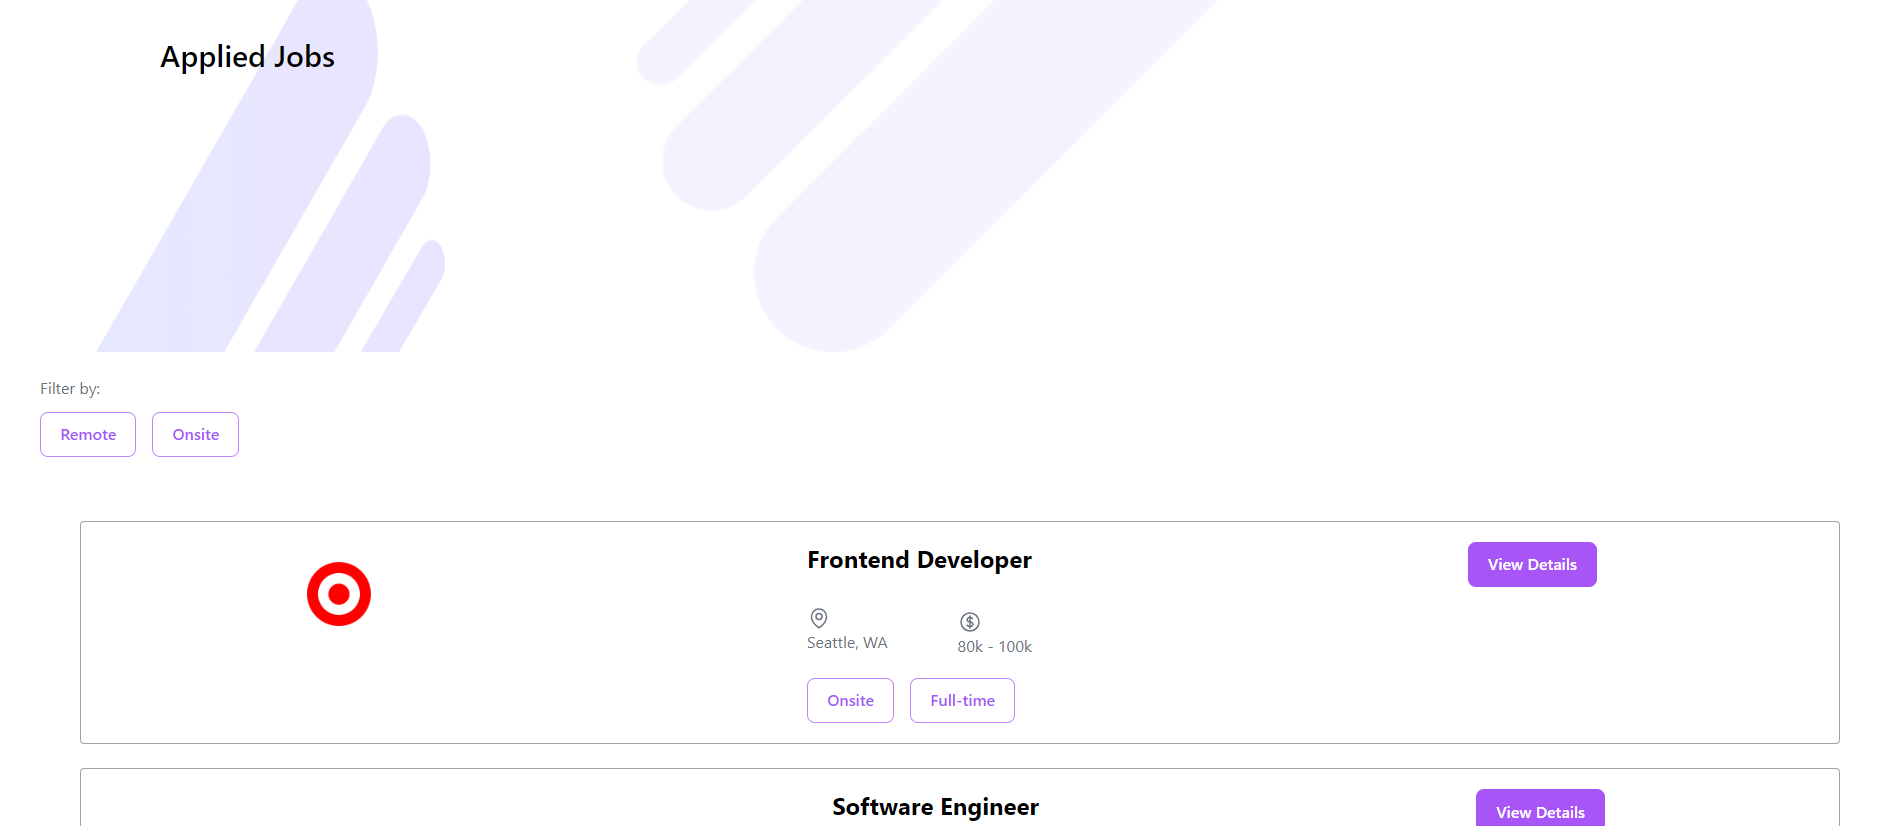 Applied Jobs
Filter by:
Remote Onsite
Frontend Developer
View Details
Seattle, WA
80k - 100k
Onsite Full-time
Software Engineer
View Details